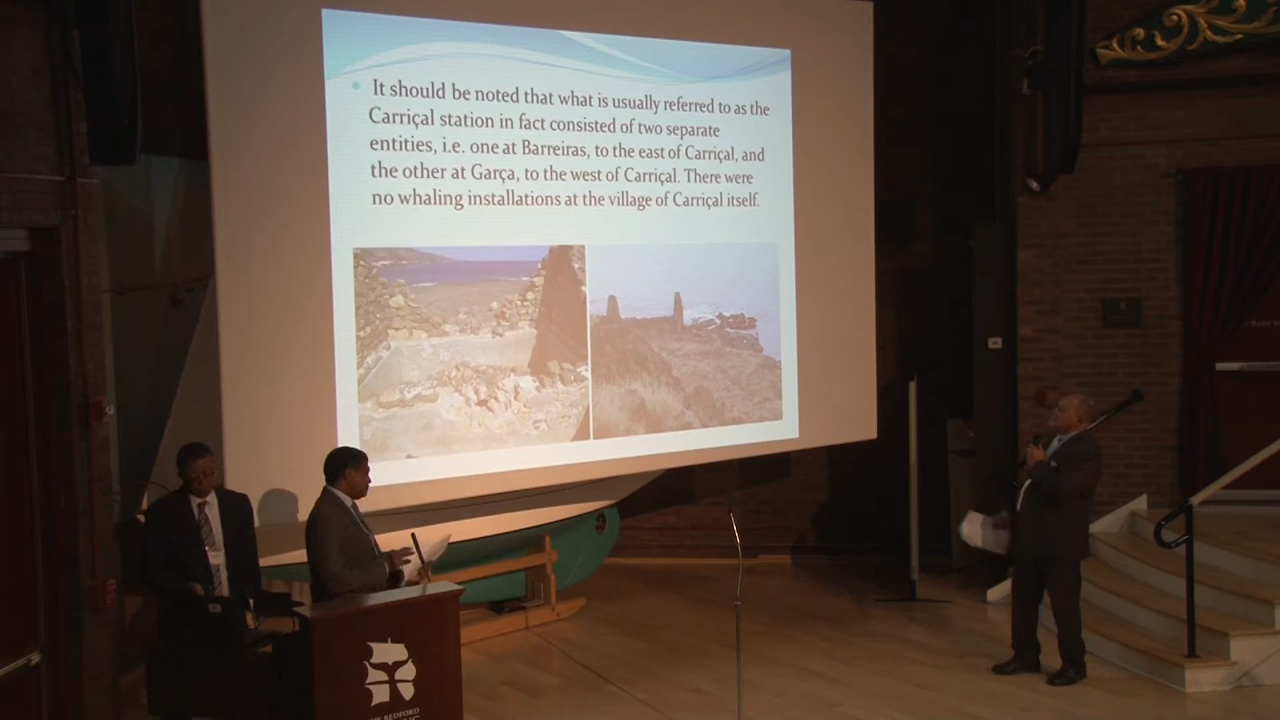 It should be noted that what is usually referred to as the
Carriçal station in fact consisted of two separate
entities, i.e. one at Barreiras, to the east of Carriçal, and
the other at Garça, to the west of Carriçal. There were
no whaling installations at the village of Carriçal itself.
BEDFORD